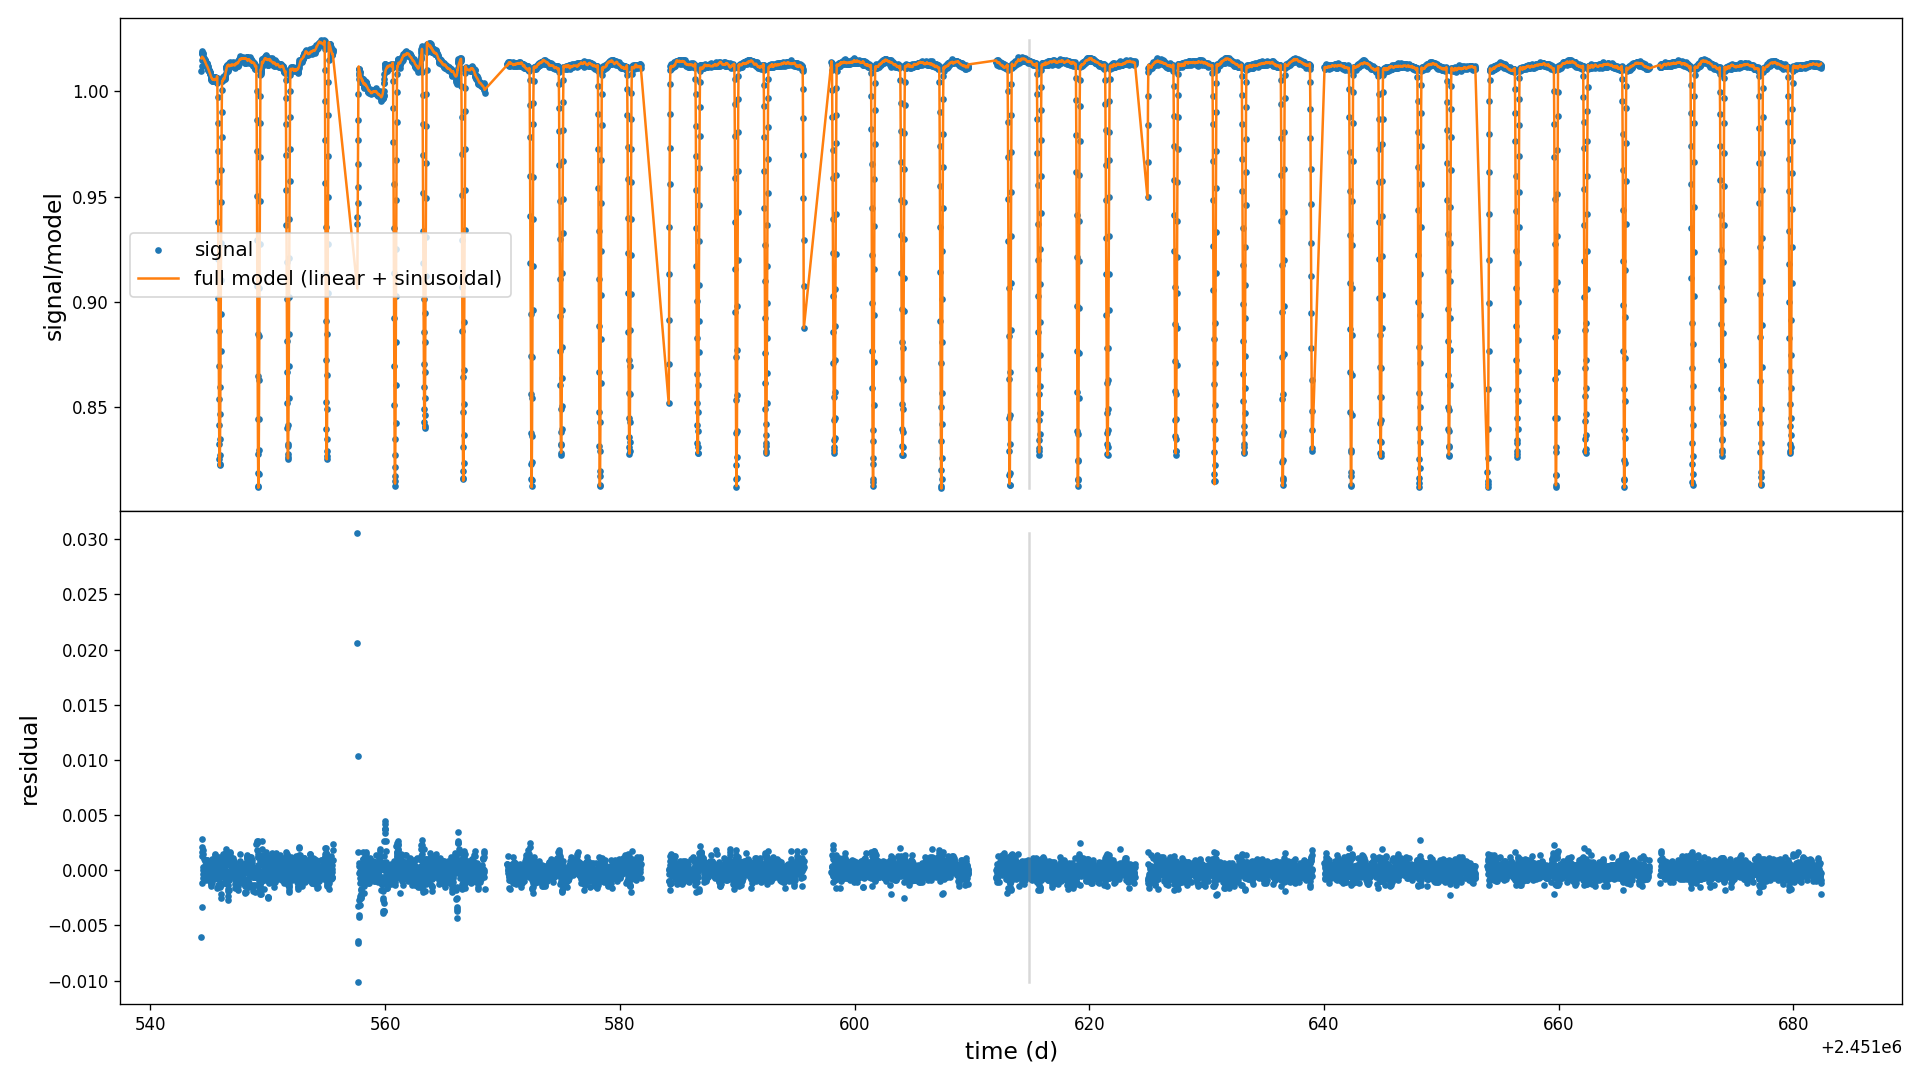 1.00
0.95
0.90
0.85
signal/model
signal
full model (linear + sinusoidal)
0.030
0.025
0.020
0.015
0.010
0.005
0.000
−0.005
−0.010
residual
540 560 580 600 620 640 660 680
time (d)
+2.451e6